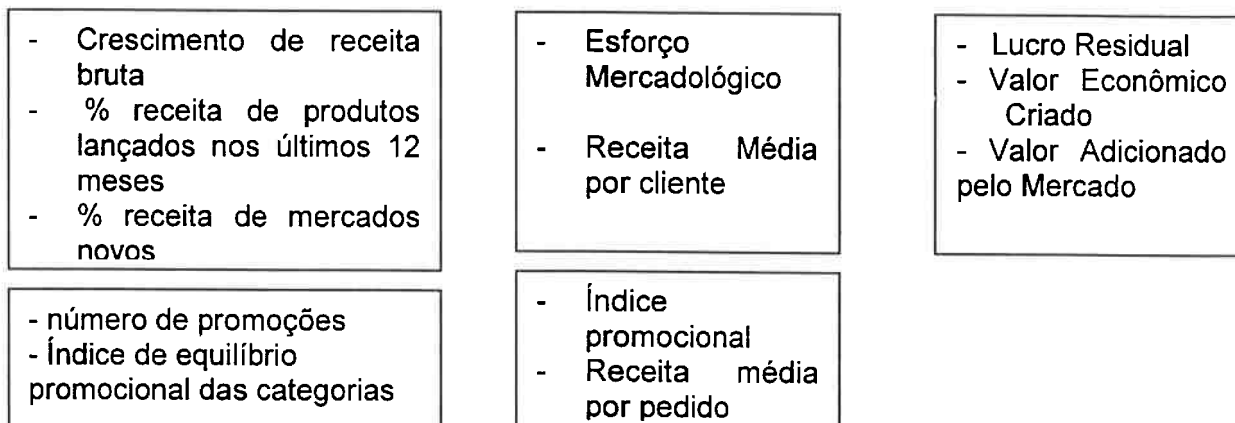 - Crescimento de receita
bruta
- % receita de produtos
lançados nos últimos 12
meses
- % receita de mercados
novos
- Esforço
Mercadológico
- Receita Média
por cliente
- Lucro Residual
- Valor Econômico
Criado
- Valor Adicionado
pelo Mercado
- número de promoções
- Índice de equilíbrio
promocional das categorias
- Índice
promocional
- Receita média
por pedido